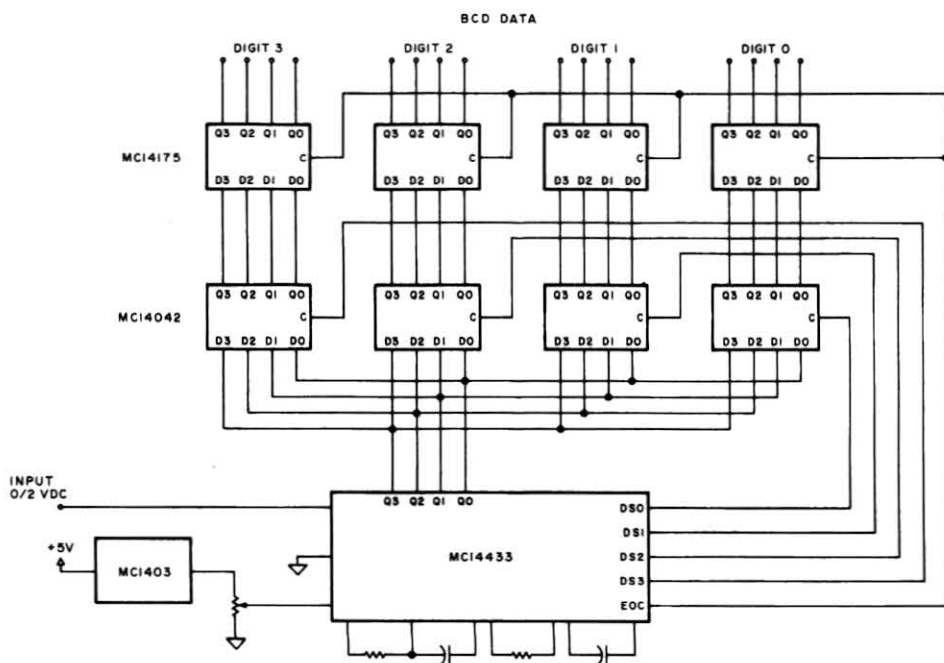 BCD DATA
DIGIT 3 DIGIT 2 DIGIT 1 DIGIT 0
Q3 Q2 Q1 Q0 Q3 Q2 Q1 Q0 Q3 Q2 Q1 Q0 Q3 Q2 Q1 Q0
MC14175 C C C C
D3 D2 D1 D0 D3 D2 D1 D0 D3 D2 D1 D0 D3 D2 D1 D0
Q3 Q2 Q1 Q0 Q3 Q2 Q1 Q0 Q3 Q2 Q1 Q0 Q3 Q2 Q1 Q0
MC14042 C C C C
D3 D2 D1 D0 D3 D2 D1 D0 D3 D2 D1 D0 D3 D2 D1 D0
INPUT
0/2 VDC
Q3 Q2 Q1 Q0
DS0
DS1
+5V
MC1403
MC14433
DS2
DS3
EOC